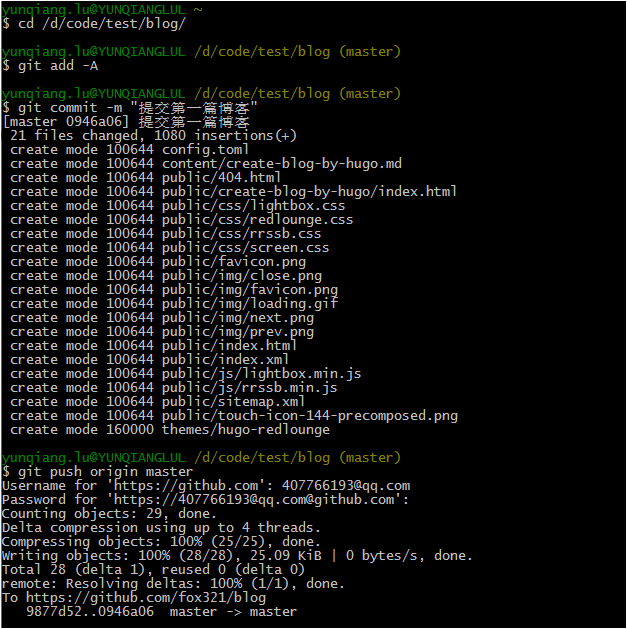 yunqiang.lu@YUNQIANGLUL ~
$ cd /d/code/test/blog/
yunqiang.lu@YUNQIANGLUL /d/code/test/blog (master)
$ git add -A
yunqiang.lu@YUNQIANGLUL /d/code/test/blog (master)
$ git commit -m "提交第一篇博客"
[master 0946a06] 提交第一篇博客
 21 files changed, 1080 insertions(+)
 create mode 100644 config.toml
 create mode 100644 content/create-blog-by-hugo.md
 create mode 100644 public/404.html
 create mode 100644 public/create-blog-by-hugo/index.html
 create mode 100644 public/css/lightbox.css
 create mode 100644 public/css/redlounge.css
 create mode 100644 public/css/rrssb.css
 create mode 100644 public/css/screen.css
 create mode 100644 public/favicon.png
 create mode 100644 public/img/close.png
 create mode 100644 public/img/favicon.png
 create mode 100644 public/img/loading.gif
 create mode 100644 public/img/next.png
 create mode 100644 public/img/prev.png
 create mode 100644 public/index.html
 create mode 100644 public/index.xml
 create mode 100644 public/js/lightbox.min.js
 create mode 100644 public/js/rrssb.min.js
 create mode 100644 public/sitemap.xml
 create mode 100644 public/touch-icon-144-precomposed.png
 create mode 160000 themes/hugo-redlounge
yunqiang.lu@YUNQIANGLUL /d/code/test/blog (master)
$ git push origin master
Username for 'https://github.com': 407766193@qq.com
Password for 'https://407766193@qq.com@github.com':
Counting objects: 29, done.
Delta compression using up to 4 threads.
Compressing objects: 100% (25/25), done.
Writing objects: 100% (28/28), 25.09 KiB | 0 bytes/s, done.
Total 28 (delta 1), reused 0 (delta 0)
remote: Resolving deltas: 100% (1/1), done.
To https://github.com/fox321/blog
   9877d52..0946a06  master -> master